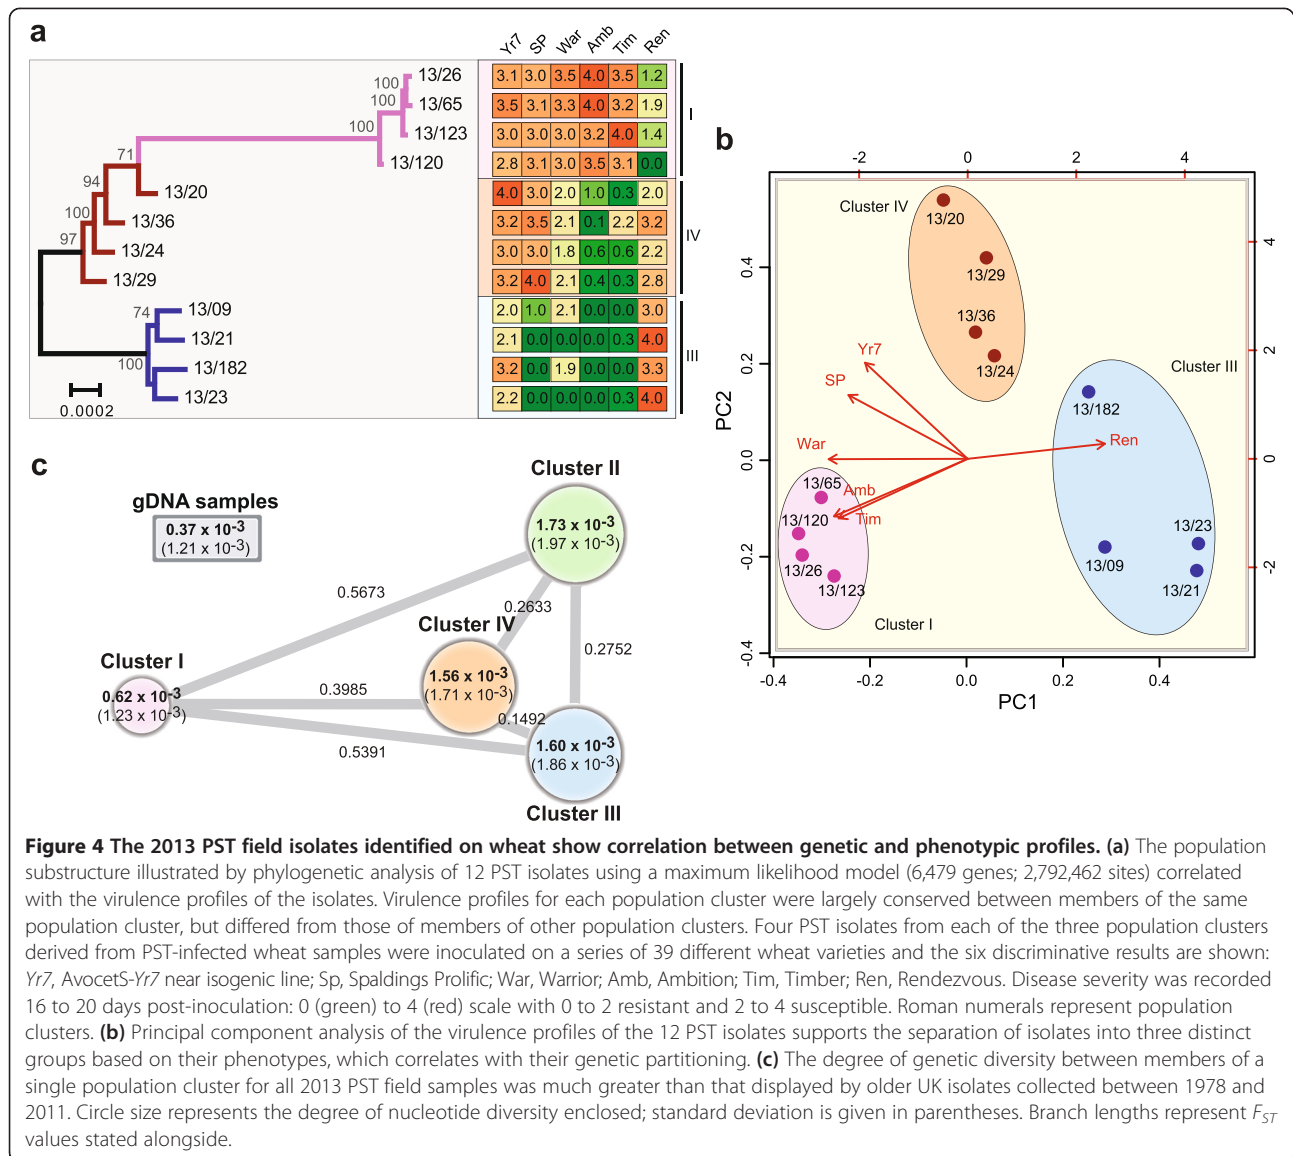 a
Yr7 SP War Amb Tim Ren
100 13/26 3.1 3.0 3.5 4.0 3.5 1.2
100 13/65 3.5 3.1 3.3 4.0 3.2 1.9
I
100 13/123 3.0 3.0 3.0 3.2 4.0 1.4
13/120 2.8 3.1 3.0 3.5 3.1 0.0
71
94 13/20 4.0 3.0 2.0 1.0 0.3 2.0
100 13/36 3.2 3.5 2.1 0.1 2.2 3.2
IV
97 13/24 3.0 3.0 1.8 0.6 0.6 2.2
13/29 3.2 4.0 2.1 0.4 0.3 2.8
74 13/09 2.0 1.0 2.1 0.0 0.0 3.0
13/21 2.1 0.0 0.0 0.0 0.3 4.0
III
100 13/182 3.2 0.0 1.9 0.0 0.0 3.3
13/23 2.2 0.0 0.0 0.0 0.3 4.0
0.0002
b
-2 0 2 4
Cluster IV
13/20
13/29
13/36
13/24
Cluster III
13/182
Yr7
SP
War
Ren
Amb
Tim
13/65
13/120
13/26
13/123
Cluster I
13/23
13/09
13/21
4
2
0
-2
0.4
0.2
0.0
-0.2
-0.4
PC2
-0.4 -0.2 0.0 0.2 0.4
PC1
c
gDNA samples
0.37 x 10-3
(1.21 x 10-3)
Cluster II
1.73 x 10-3
(1.97 x 10-3)
0.5673
0.2633
0.2752
Cluster IV
1.56 x 10-3
(1.71 x 10-3)
Cluster I
0.62 x 10-3
(1.23 x 10-3)
0.3985
0.1492
0.5391
1.60 x 10-3
(1.86 x 10-3)
Cluster III
Figure 4 The 2013 PST field isolates identified on wheat show correlation between genetic and phenotypic profiles. (a) The population
substructure illustrated by phylogenetic analysis of 12 PST isolates using a maximum likelihood model (6,479 genes; 2,792,462 sites) correlated
with the virulence profiles of the isolates. Virulence profiles for each population cluster were largely conserved between members of the same
population cluster, but differed from those of members of other population clusters. Four PST isolates from each of the three population clusters
derived from PST-infected wheat samples were inoculated on a series of 39 different wheat varieties and the six discriminative results are shown:
Yr7, AvocetS-Yr7 near isogenic line; Sp, Spaldings Prolific; War, Warrior; Amb, Ambition; Tim, Timber; Ren, Rendezvous. Disease severity was recorded
16 to 20 days post-inoculation: 0 (green) to 4 (red) scale with 0 to 2 resistant and 2 to 4 susceptible. Roman numerals represent population
clusters. (b) Principal component analysis of the virulence profiles of the 12 PST isolates supports the separation of isolates into three distinct
groups based on their phenotypes, which correlates with their genetic partitioning. (c) The degree of genetic diversity between members of a
single population cluster for all 2013 PST field samples was much greater than that displayed by older UK isolates collected between 1978 and
2011. Circle size represents the degree of nucleotide diversity enclosed; standard deviation is given in parentheses. Branch lengths represent FST
values stated alongside.